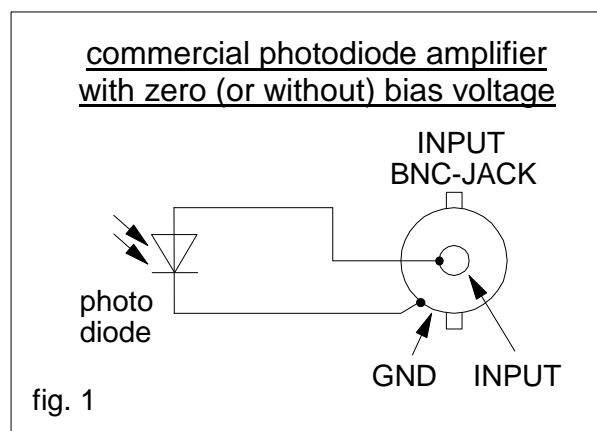 commercial photodiode amplifier
with zero (or without) bias voltage
INPUT
BNC-JACK
photo
diode
GND
INPUT
fig. 1